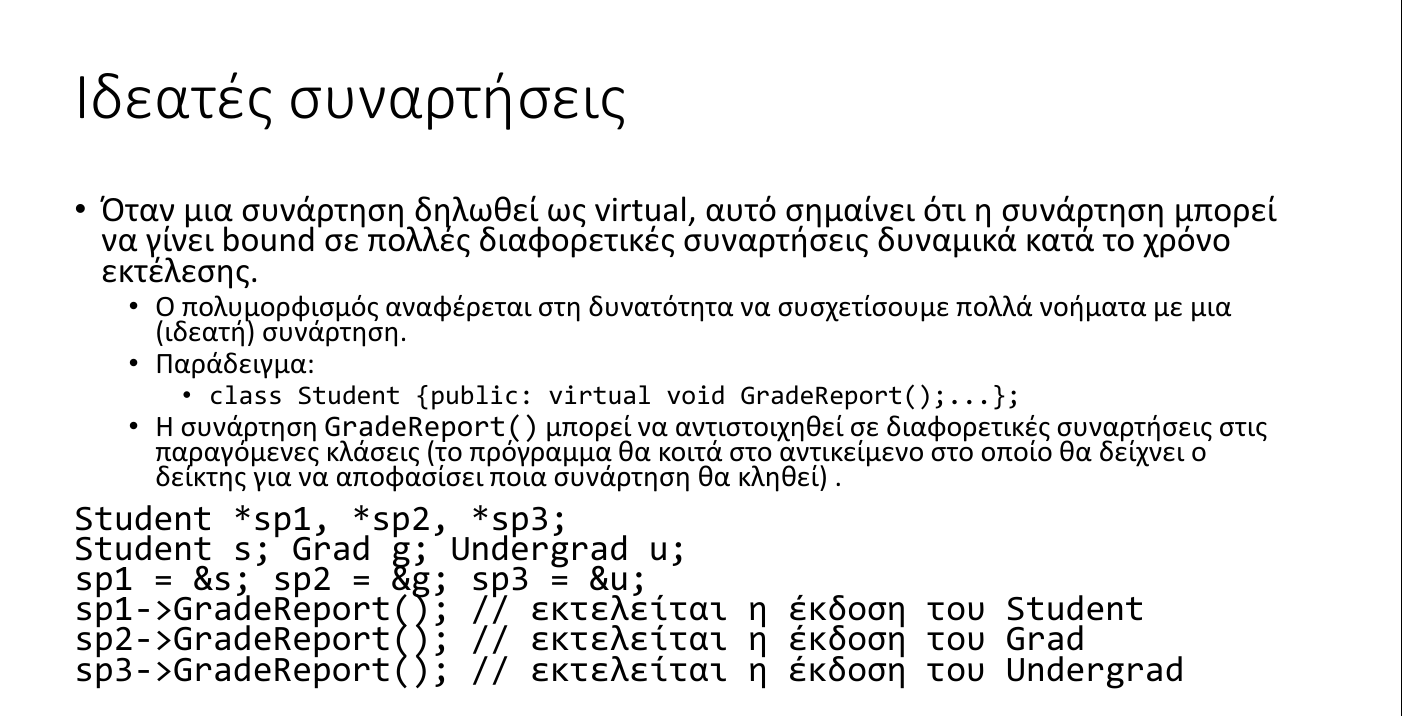 Ιδεατές συναρτήσεις
• Όταν μια συνάρτηση δηλωθεί ως virtual, αυτό σημαίνει ότι η συνάρτηση μπορεί
να γίνει bound σε πολλές διαφορετικές συναρτήσεις δυναμικά κατά το χρόνο
εκτέλεσης.
• Ο πολυμορφισμός αναφέρεται στη δυνατότητα να συσχετίσουμε πολλά νοήματα με μια
(ιδεατή) συνάρτηση.
• Παράδειγμα:
• class Student {public: virtual void GradeReport();...};
• Η συνάρτηση GradeReport() μπορεί να αντιστοιχηθεί σε διαφορετικές συναρτήσεις στις
παραγόμενες κλάσεις (το πρόγραμμα θα κοιτά στο αντικείμενο στο οποίο θα δείχνει ο
δείκτης για να αποφασίσει ποια συνάρτηση θα κληθεί) .
Student *sp1, *sp2, *sp3;
Student s; Grad g; Undergrad u;
sp1 = &s; sp2 = &g; sp3 = &u;
sp1->GradeReport(); // εκτελείται η έκδοση του Student
sp2->GradeReport(); // εκτελείται η έκδοση του Grad
sp3->GradeReport(); // εκτελείται η έκδοση του Undergrad